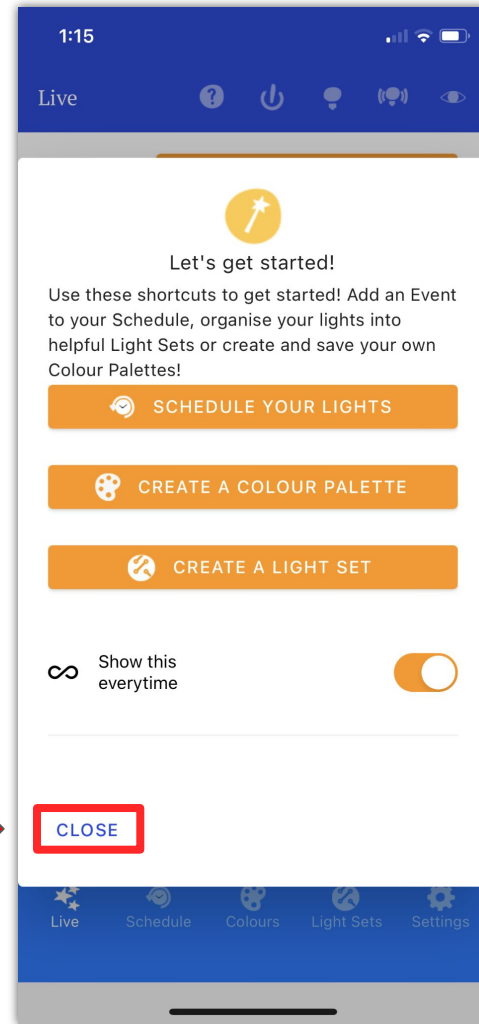 1:15
Live
Let's get started!
Use these shortcuts to get started! Add an Event
to your Schedule, organise your lights into
helpful Light Sets or create and save your own
Colour Palettes!
SCHEDULE YOUR LIGHTS
CREATE A COLOUR PALETTE
CREATE A LIGHT SET
Show this
everytime
CLOSE
Live Schedule Colours Light Sets Settings